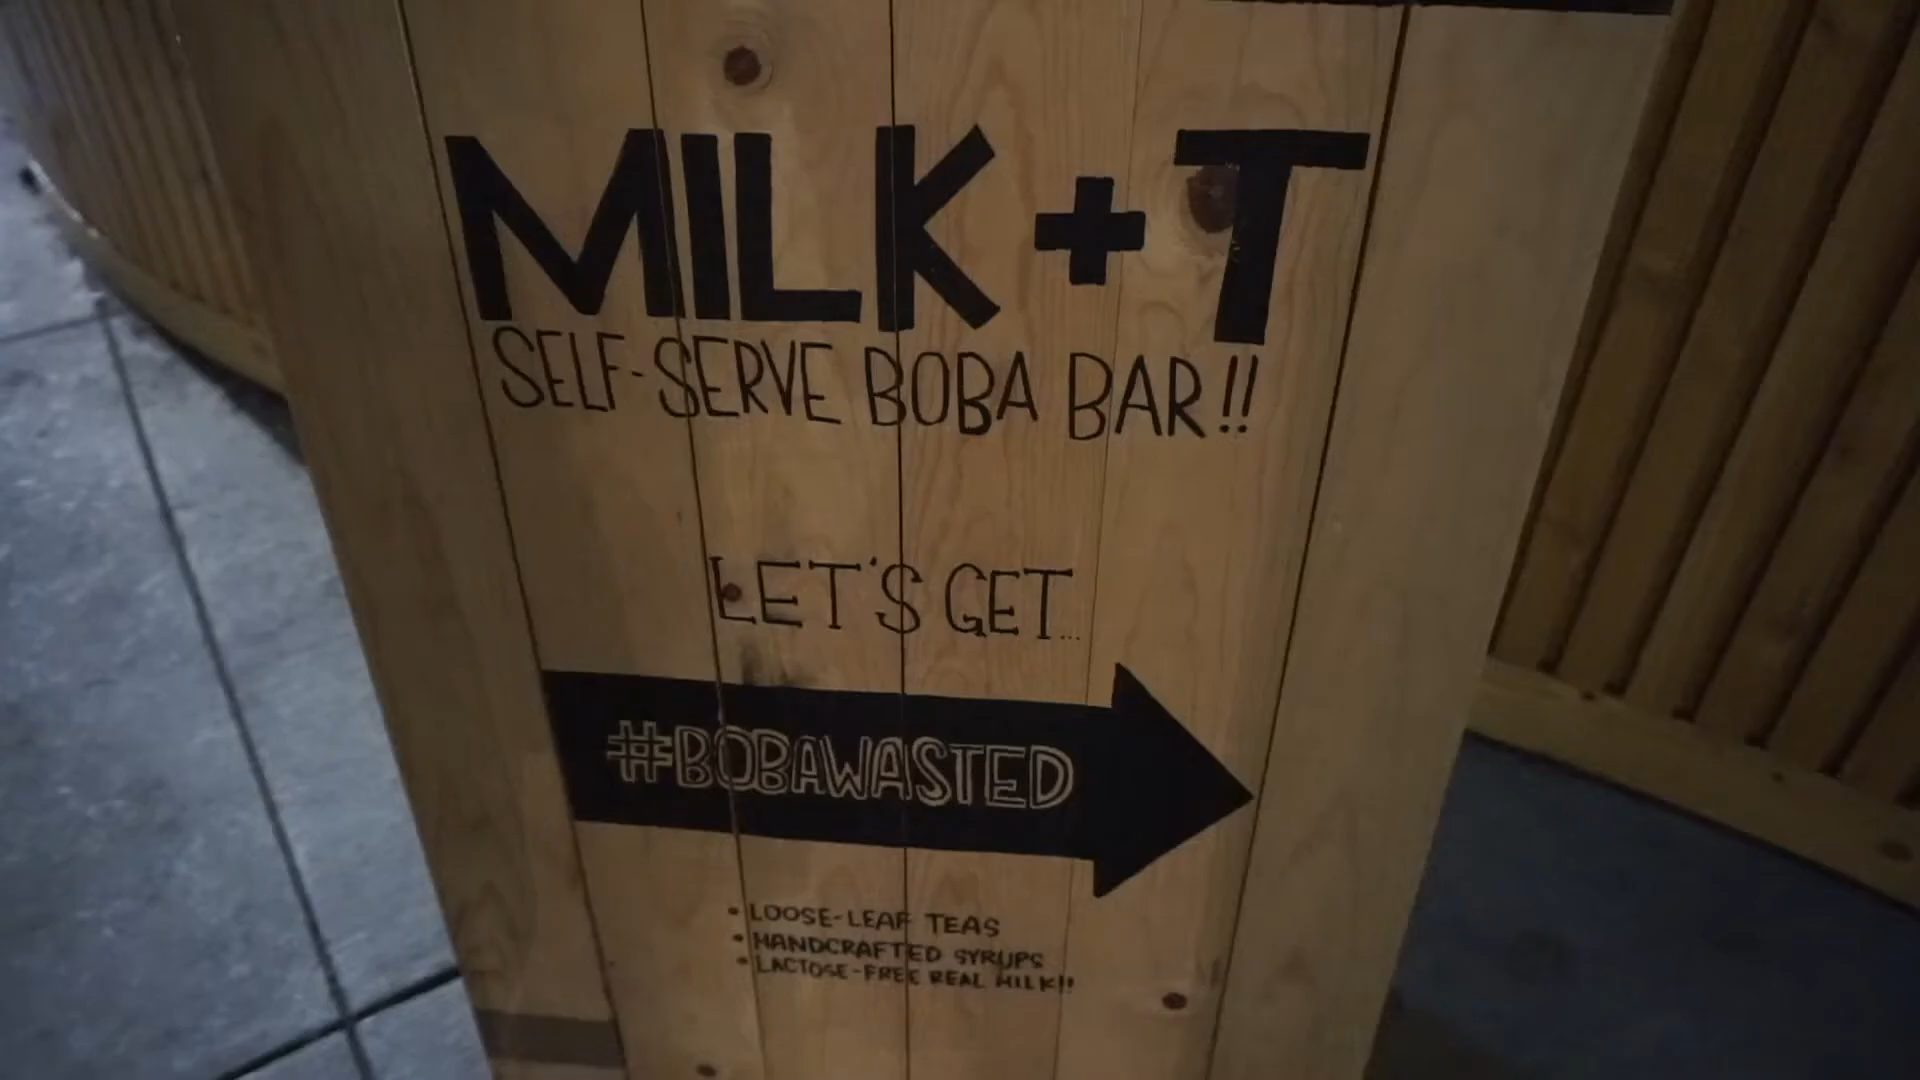 MILK+T
SELF-SERVE BOBA BAR!!
LET'S GET...
#BOBAWASTED
• LOOSE-LEAF TEAS
• HANDCRAFTED SYRUPS
• LACTOSE-FREE REAL MILK!!